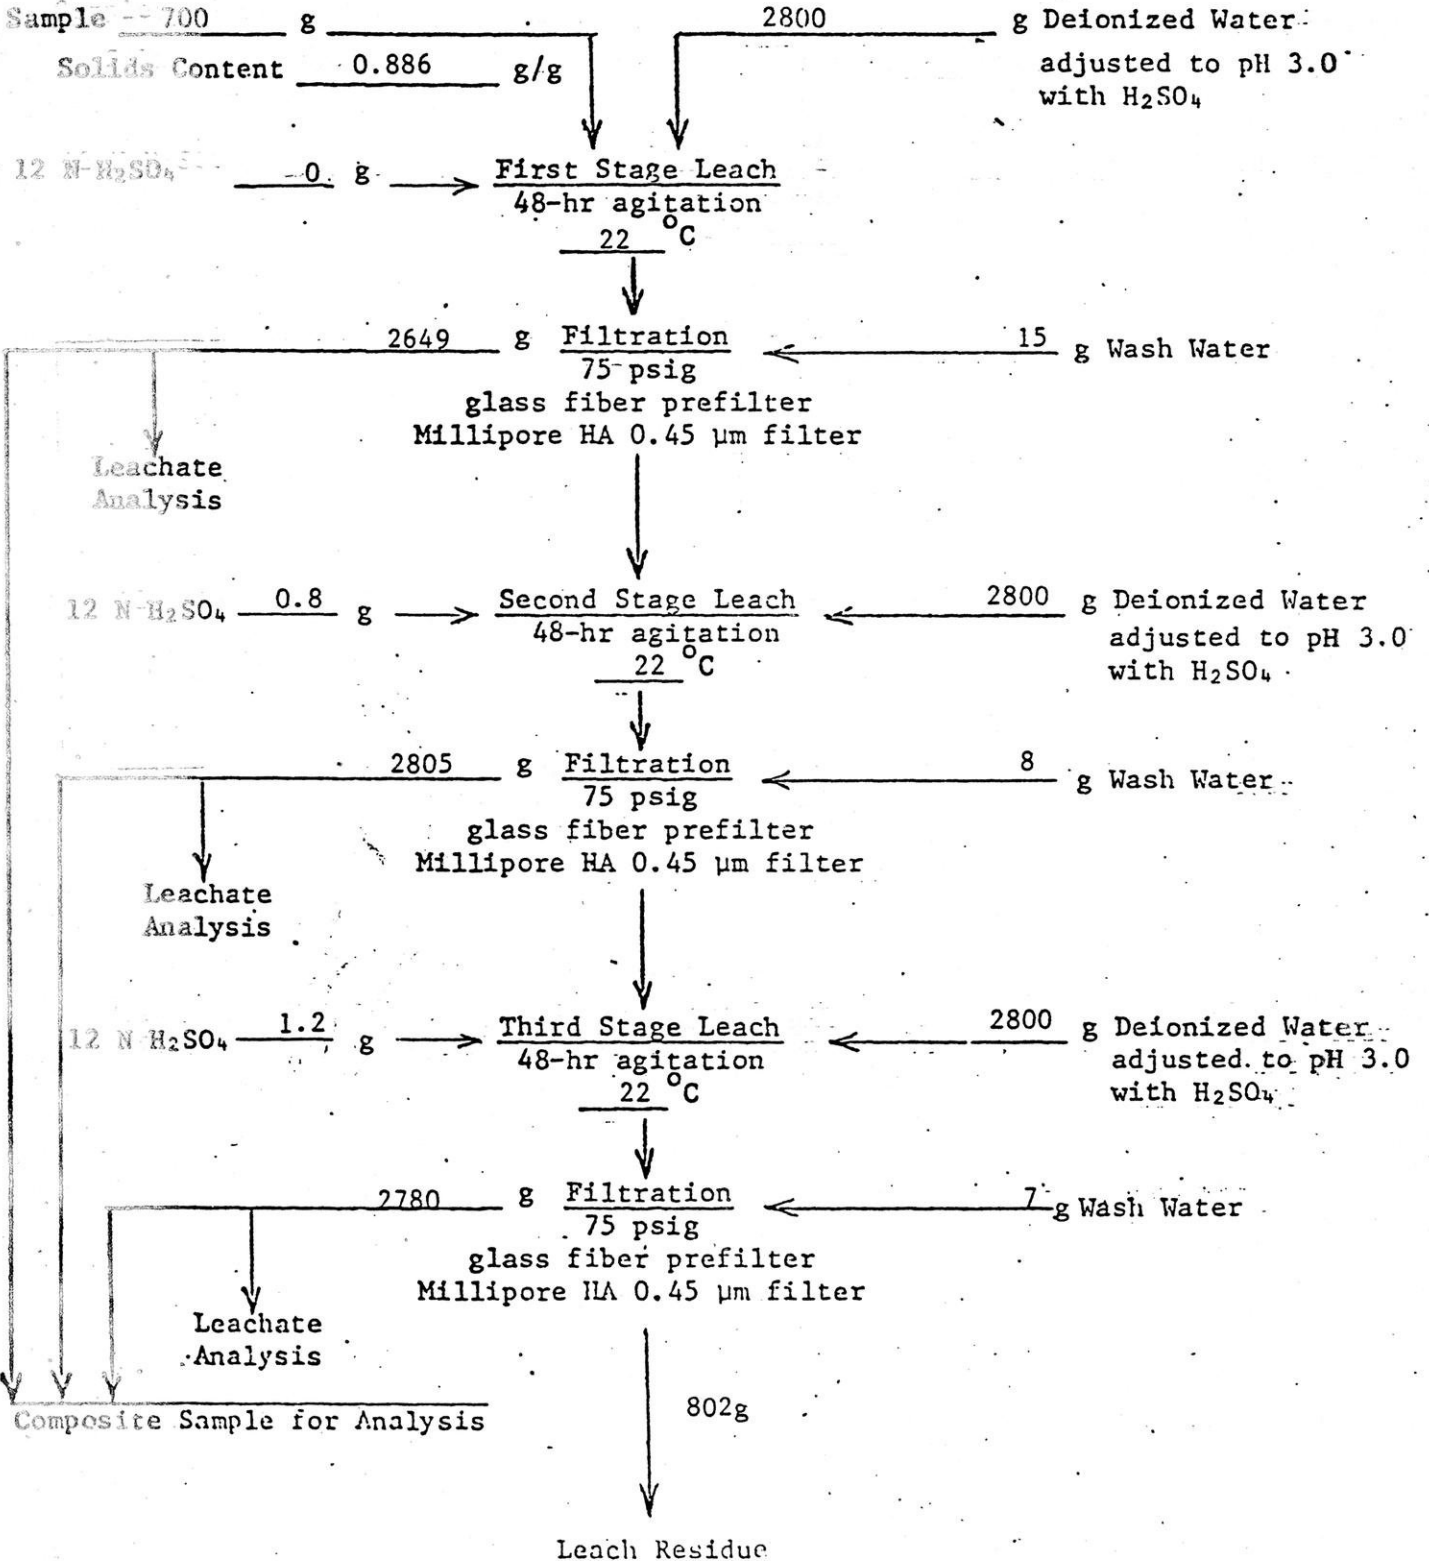 Sample -- 700 g 2800 g Deionized Water
Solids Content 0.886 g/g adjusted to pH 3.0
with H₂SO₄
12 N H₂SO₄ 0 g First Stage Leach
48-hr agitation
22 °C
2649 g Filtration 15 g Wash Water
75 psig
glass fiber prefilter
Millipore HA 0.45 µm filter
Leachate
Analysis
12 N H₂SO₄ 0.8 g Second Stage Leach 2800 g Deionized Water
48-hr agitation adjusted to pH 3.0
22 °C with H₂SO₄
2805 g Filtration 8 g Wash Water
75 psig
glass fiber prefilter
Millipore HA 0.45 µm filter
Leachate
Analysis
12 N H₂SO₄ 1.2 g Third Stage Leach 2800 g Deionized Water
48-hr agitation adjusted to pH 3.0
22 °C with H₂SO₄
2780 g Filtration 7 g Wash Water
75 psig
glass fiber prefilter
Millipore HA 0.45 µm filter
Leachate
Analysis
802g
Composite Sample for Analysis
Leach Residue